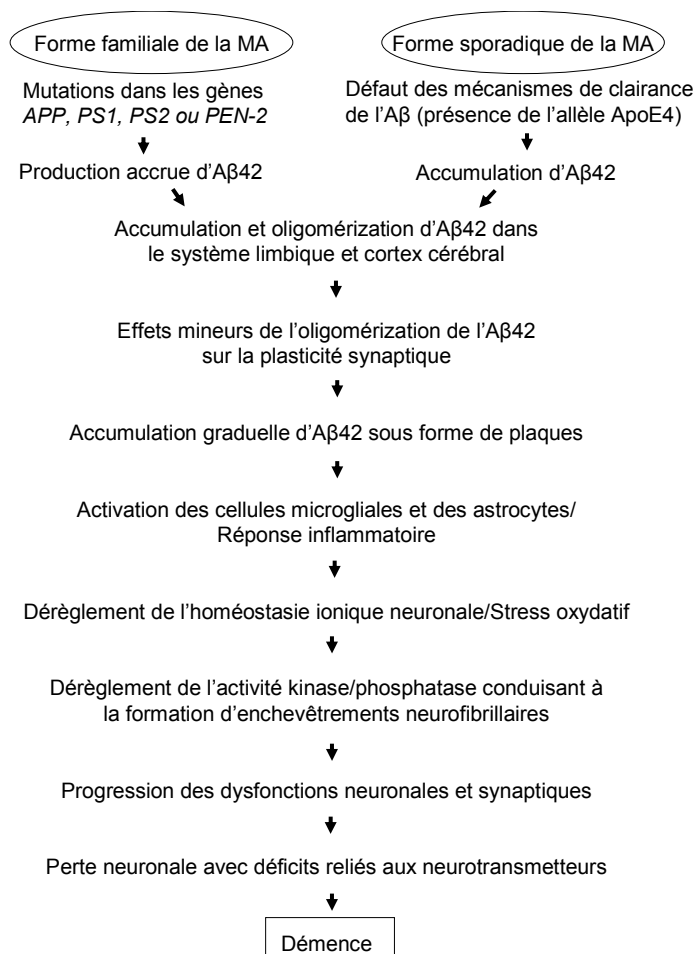 Forme familiale de la MA
Forme sporadique de la MA
Mutations dans les gènes
APP, PS1, PS2 ou PEN-2
Défaut des mécanismes de clairance
de l'Aβ (présence de l'allèle ApoE4)
Production accrue d'Aβ42
Accumulation d'Aβ42
Accumulation et oligomérization d'Aβ42 dans
le système limbique et cortex cérébral
Effets mineurs de l'oligomérization de l'Aβ42
sur la plasticité synaptique
Accumulation graduelle d'Aβ42 sous forme de plaques
Activation des cellules microgliales et des astrocytes/
Réponse inflammatoire
Dérèglement de l'homéostasie ionique neuronale/Stress oxydatif
Dérèglement de l'activité kinase/phosphatase conduisant à
la formation d'enchevêtrements neurofibrillaires
Progression des dysfonctions neuronales et synaptiques
Perte neuronale avec déficits reliés aux neurotransmetteurs
Démence